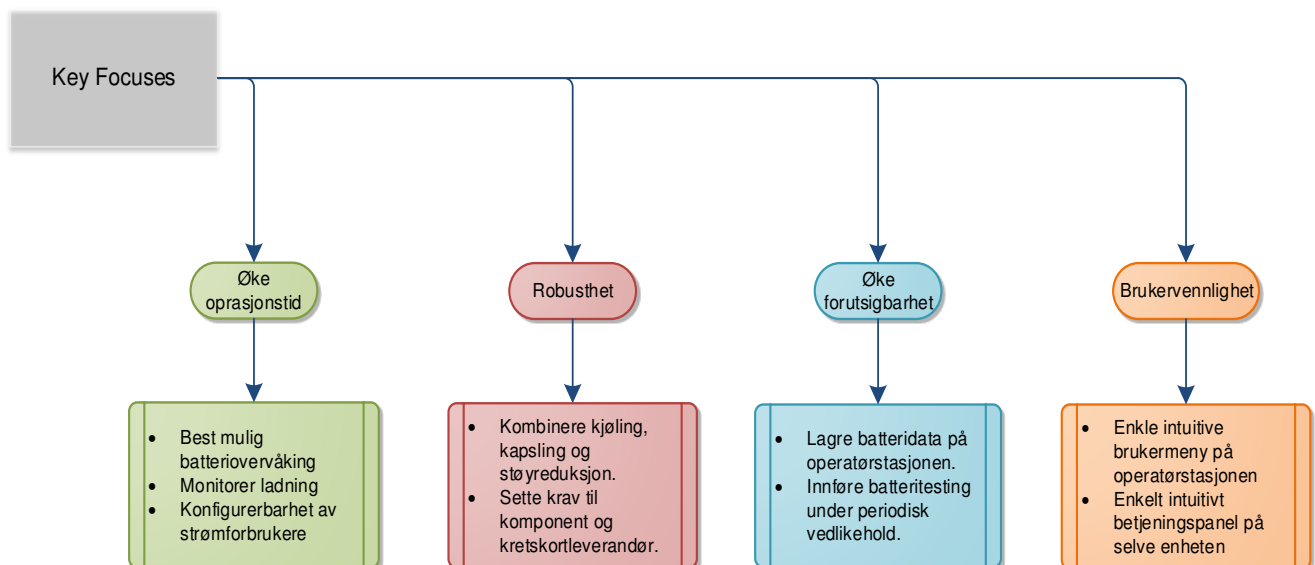 Key Focuses
Øke
oprasjonstid
Robusthet
Øke
forutsigbarhet
Brukervennlighet
• Best mulig
batteriovervåking
• Monitorer ladning
• Konfigurerbarhet av
strømforbrukere
• Kombinere kjøling,
kapsling og
støyreduksjon.
• Sette krav til
komponent og
kretskortleverandør.
• Lagre batteridata på
operatørstasjonen.
• Innføre batteritesting
under periodisk
vedlikehold.
• Enkle intuitive
brukermeny på
operatørstasjonen
• Enkelt intuitivt
betjeningspanel på
selve enheten